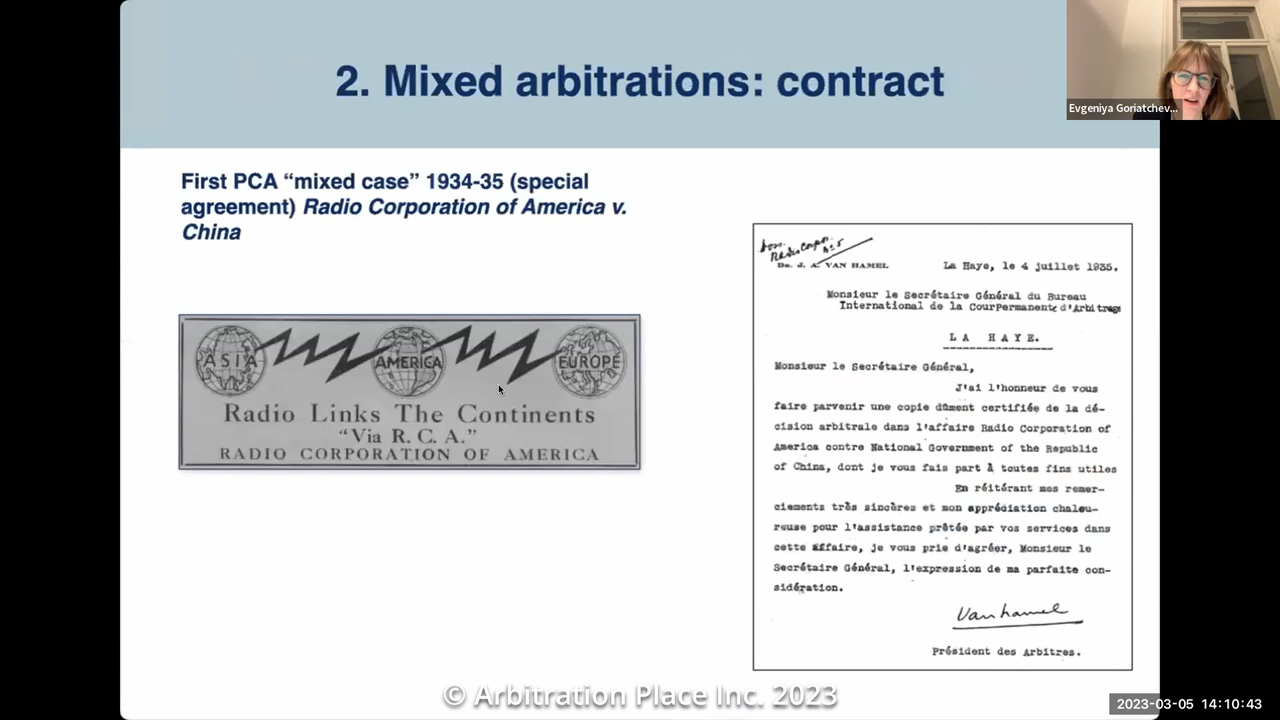 2. Mixed arbitrations: contract
Evgeniya Goriatchev...
First PCA “mixed case” 1934-35 (special
agreement) Radio Corporation of America v.
China
ASIA
AMERICA
EUROPE
Radio Links The Continents
“Via R. C. A.”
RADIO CORPORATION OF AMERICA
Dr. J. A. VAN HAMEL
La Haye, le 4 juillet 1935.
Monsieur le Secrétaire Général du Bureau
International de la CourPermanente d'Arbitrage
LA HAYE.
Monsieur le Secrétaire Général,
J'ai l'honneur de vous
faire parvenir une copie dûment certifiée de la dé-
cision arbitrale dans l'affaire Radio Corporation of
America contre National Government of the Republic
of China, dont je vous fais part à toutes fins utiles
En réitérant mes remer-
ciements très sincères et mon appréciation chaleu-
reuse pour l'assistance prêtée par vos services dans
cette affaire, je vous prie d'agréer, Monsieur le
Secrétaire Général, l'expression de ma parfaite con-
sidération.
Vanhamel
Président des Arbitres.
© Arbitration Place Inc. 2023
2023-03-05 14:10:43